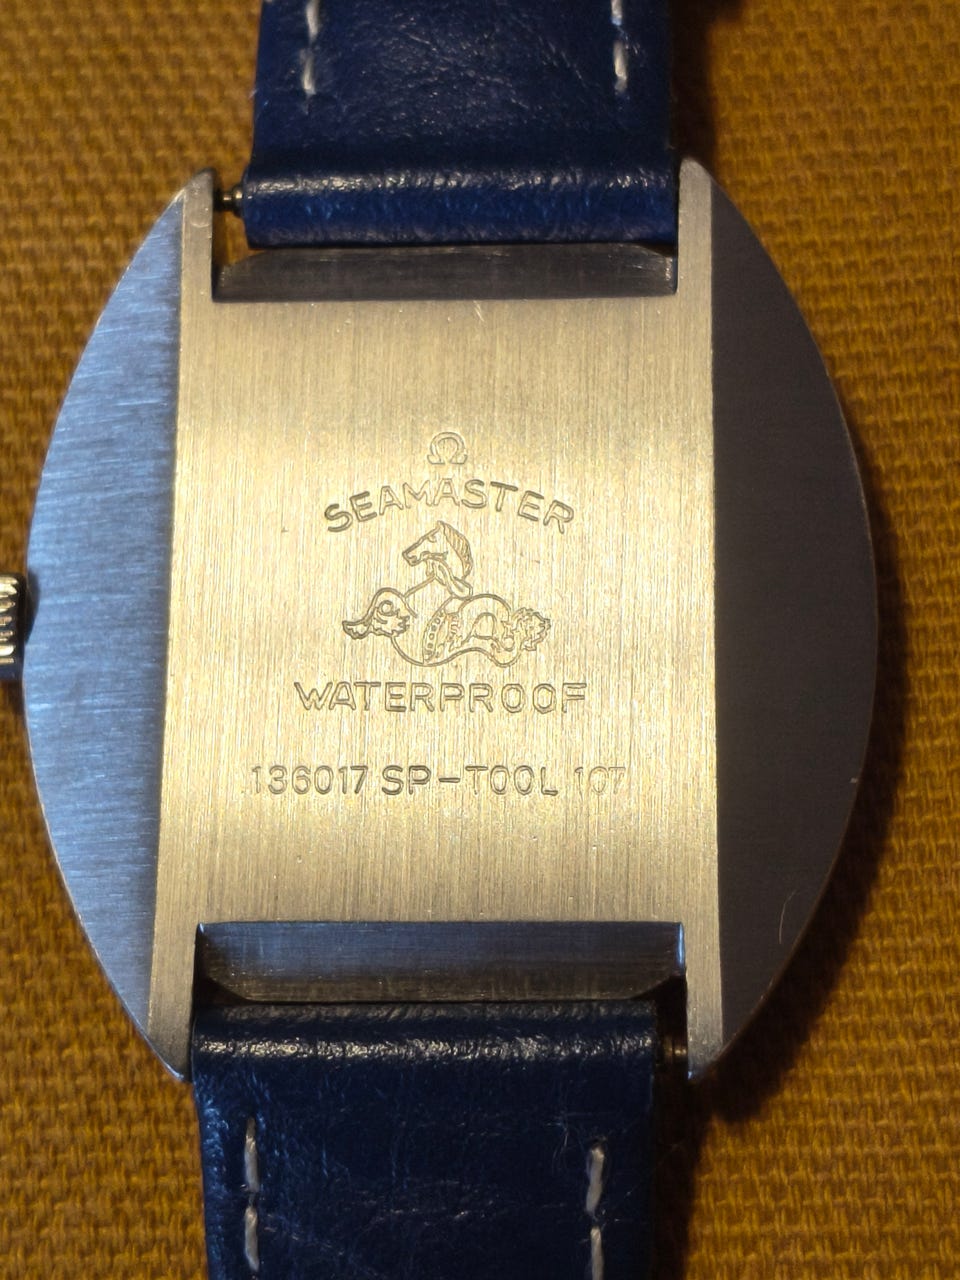 Ω
SEAMASTER
WATERPROOF
136017 SP-TOOL 107